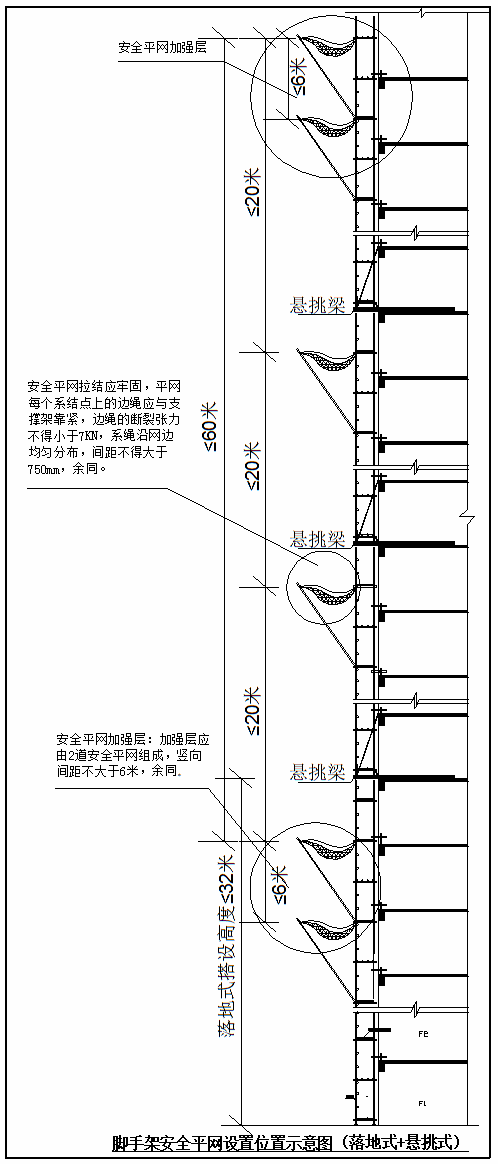 安全平网加强层
≤6米
≤20米
悬挑梁
安全平网拉结应牢固，平网
每个系结点上的边绳应与支
撑架靠紧，边绳的断裂张力
不得小于7KN，系绳沿网边
均匀分布，间距不得大于
750mm，余同。
≤60米
≤20米
悬挑梁
≤20米
安全平网加强层：加强层应
由2道安全平网组成，竖向
间距不大于6米，余同。
悬挑梁
≤6米
落地式搭设高度≤32米
F2
F1
脚手架安全平网设置位置示意图（落地式+悬挑式）